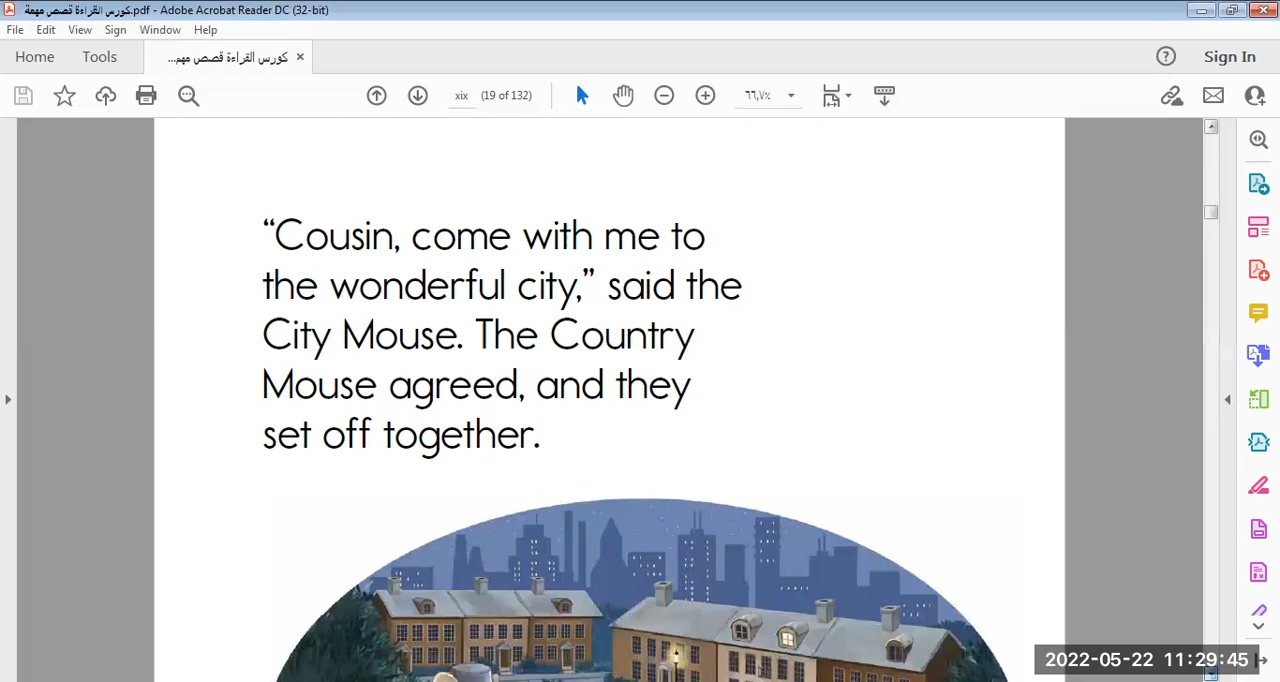 كورس القراءة قصص مهمة.pdf - Adobe Acrobat Reader DC (32-bit)
File Edit View Sign Window Help
Home Tools كورس القراءة قصص مهم... × Sign In
xix (19 of 132) ٦٦,٧٪
“Cousin, come with me to
the wonderful city,” said the
City Mouse. The Country
Mouse agreed, and they
set off together.
2022-05-22 11:29:45